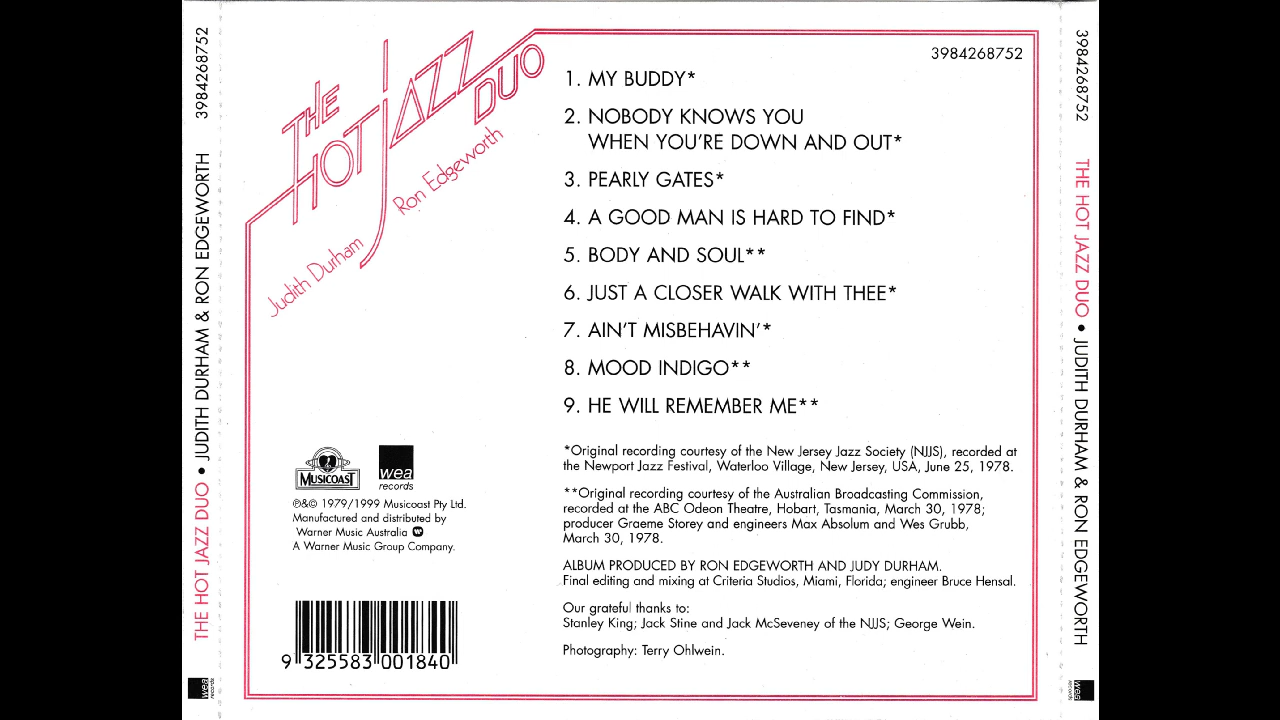 3984268752
THE HOT JAZZ DUO • JUDITH DURHAM & RON EDGEWORTH
wea
records
THE
HOT JAZZ
DUO
Judith Durham
Ron Edgeworth
3984268752
1. MY BUDDY*
2. NOBODY KNOWS YOU
WHEN YOU'RE DOWN AND OUT*
3. PEARLY GATES*
4. A GOOD MAN IS HARD TO FIND*
5. BODY AND SOUL**
6. JUST A CLOSER WALK WITH THEE*
7. AIN'T MISBEHAVIN'*
8. MOOD INDIGO**
9. HE WILL REMEMBER ME**
*Original recording courtesy of the New Jersey Jazz Society (NJJS), recorded at
the Newport Jazz Festival, Waterloo Village, New Jersey, USA, June 25, 1978.
**Original recording courtesy of the Australian Broadcasting Commission,
recorded at the ABC Odeon Theatre, Hobart, Tasmania, March 30, 1978;
producer Graeme Storey and engineers Max Absolum and Wes Grubb,
March 30, 1978.
ALBUM PRODUCED BY RON EDGEWORTH AND JUDY DURHAM.
Final editing and mixing at Criteria Studios, Miami, Florida; engineer Bruce Hensal.
Our grateful thanks to:
Stanley King; Jack Stine and Jack McSeveney of the NJJS; George Wein.
Photography: Terry Ohlwein.
MUSICOAST
wea
records
℗&© 1979/1999 Musicoast Pty Ltd.
Manufactured and distributed by
Warner Music Australia
A Warner Music Group Company.
9 325583 001840
3984268752
THE HOT JAZZ DUO • JUDITH DURHAM & RON EDGEWORTH
wea
records